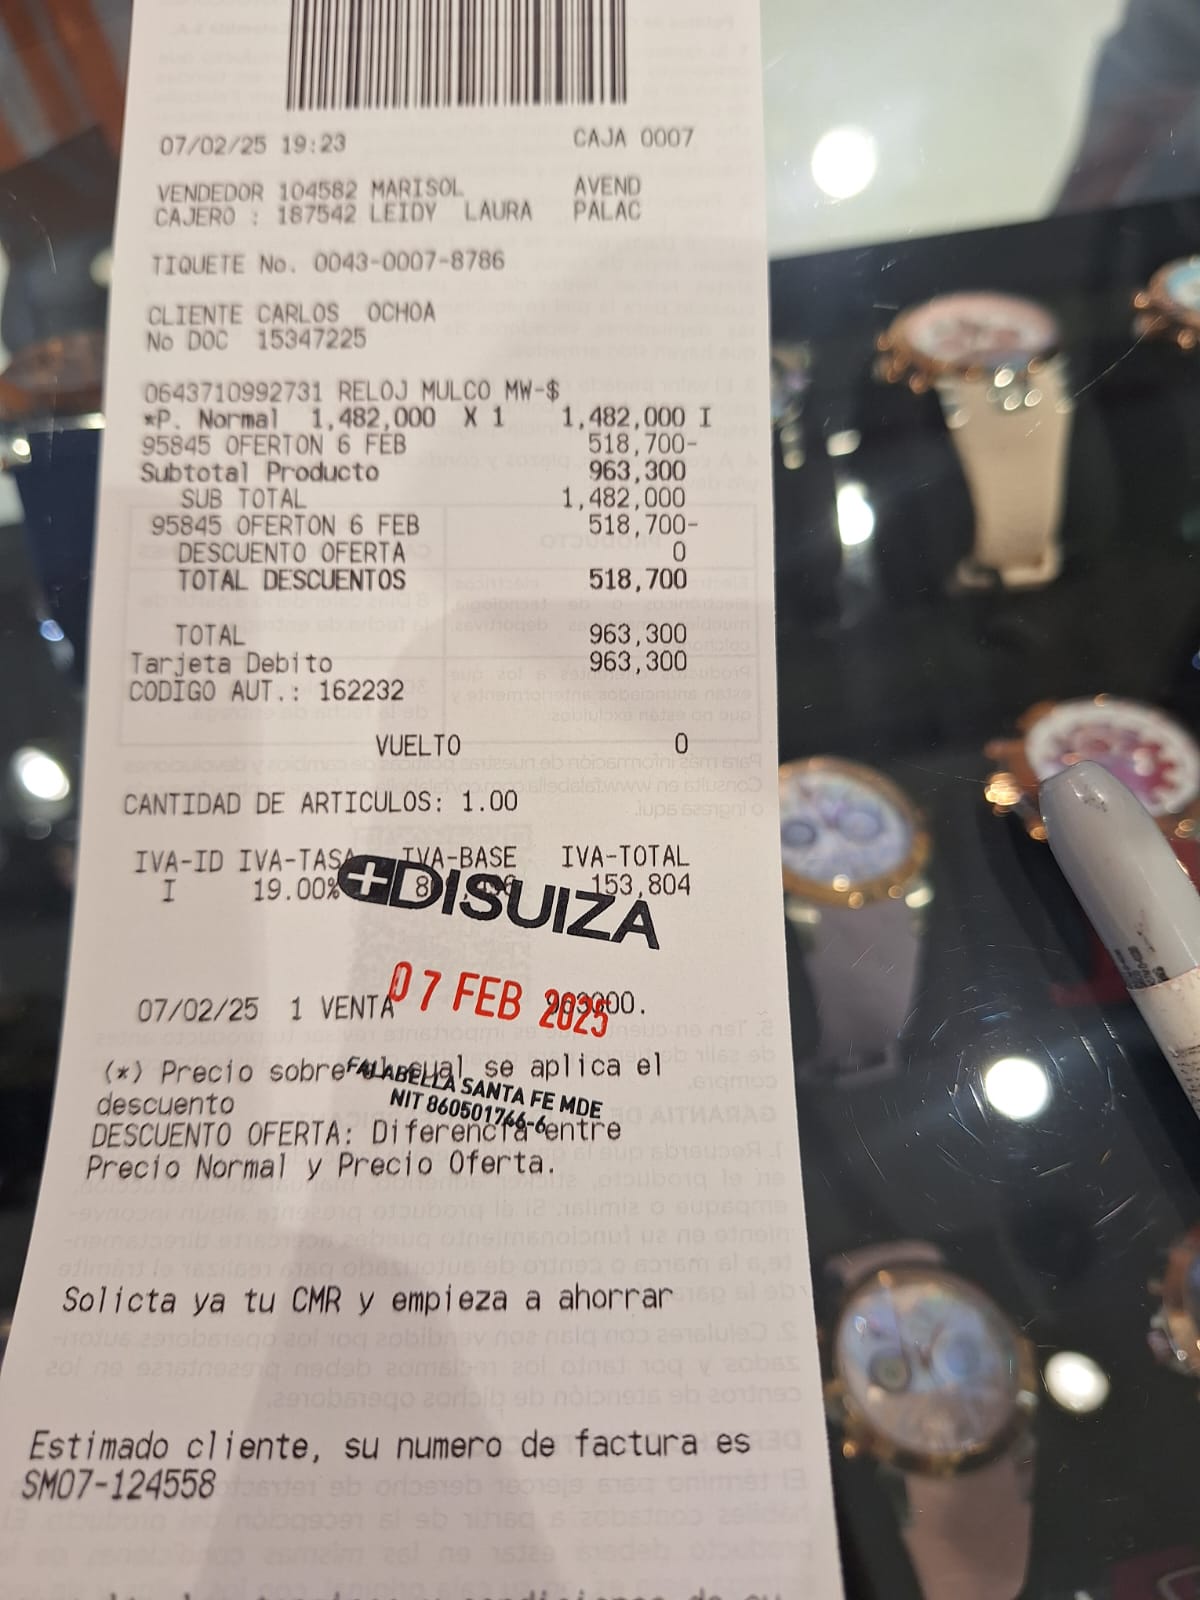 07/02/25 19:23 CAJA 0007
VENDEDOR 104582 MARISOL AVEND
CAJERO : 187542 LEIDY LAURA PALAC
TIQUETE No. 0043-0007-8786
CLIENTE CARLOS OCHOA
No DOC 15347225
0643710992731 RELOJ MULCO MW-$
*P. Normal 1,482,000 X 1 1,482,000 I
95845 OFERTON 6 FEB 518,700-
Subtotal Producto 963,300
SUB TOTAL 1,482,000
95845 OFERTON 6 FEB 518,700-
DESCUENTO OFERTA 0
TOTAL DESCUENTOS 518,700
TOTAL 963,300
Tarjeta Debito 963,300
CODIGO AUT.: 162232
VUELTO 0
CANTIDAD DE ARTICULOS: 1.00
IVA-ID IVA-TASA IVA-BASE IVA-TOTAL
I 19.00% 153,804
DISUIZA
07/02/25 1 VENTA
07 FEB 2025
(*) Precio sobre el cual se aplica el
descuento
FALABELLA SANTA FE MDE
NIT 860501766-6
DESCUENTO OFERTA: Diferencia entre
Precio Normal y Precio Oferta.
Solicta ya tu CMR y empieza a ahorrar
Estimado cliente, su numero de factura es
SM07-124558